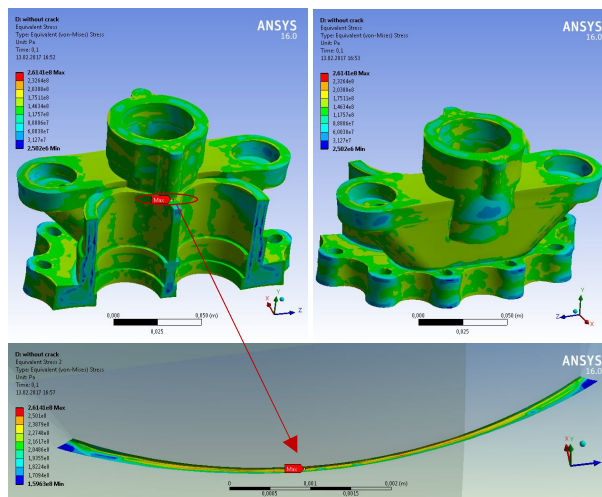 D: without crack
Equivalent Stress
Type: Equivalent (von-Mises) Stress
Unit: Pa
Time: 0,1
13.02.2017 16:52
2,6141e8 Max
2,3264e8
2,0388e8
1,7511e8
1,4634e8
1,1757e8
8,8806e7
6,0038e7
3,127e7
2,502e6 Min
ANSYS
16.0
Max
0,000
0,050 (m)
0,025
X
Y
Z
D: without crack
Equivalent Stress
Type: Equivalent (von-Mises) Stress
Unit: Pa
Time: 0,1
13.02.2017 16:53
2,6141e8 Max
2,3264e8
2,0388e8
1,7511e8
1,4634e8
1,1757e8
8,8806e7
6,0038e7
3,127e7
2,502e6 Min
ANSYS
16.0
0,000
0,050 (m)
0,025
Z
Y
X
D: without crack
Equivalent Stress 2
Type: Equivalent (von-Mises) Stress
Unit: Pa
Time: 0,1
13.02.2017 16:57
2,6141e8 Max
2,501e8
2,3879e8
2,2748e8
2,1617e8
2,0486e8
1,9355e8
1,8224e8
1,7094e8
1,5963e8 Min
ANSYS
16.0
Max
0
0,001
0,002 (m)
0,0005
0,0015
Y
Z